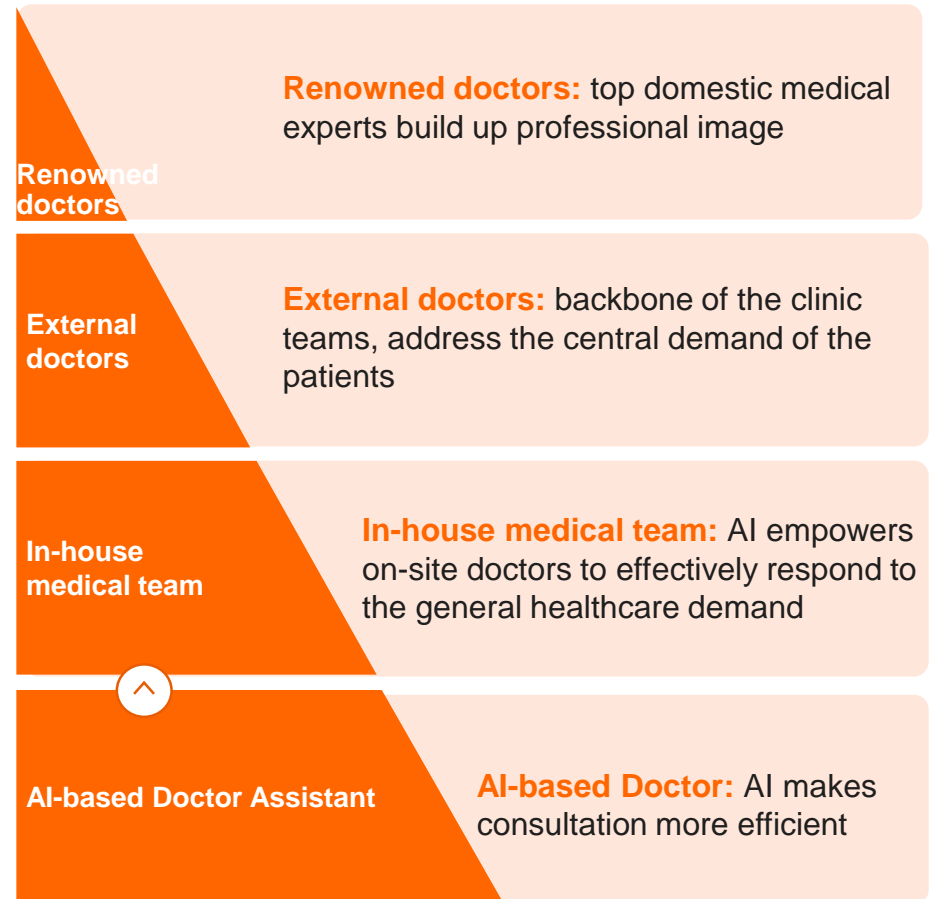 Renowned doctors: top domestic medical
experts build up professional image
Renowned
doctors
External doctors: backbone of the clinic
teams, address the central demand of the
patients
External
doctors
In-house medical team: AI empowers
on-site doctors to effectively respond to
the general healthcare demand
In-house
medical team
AI-based Doctor Assistant
AI-based Doctor: AI makes
consultation more efficient